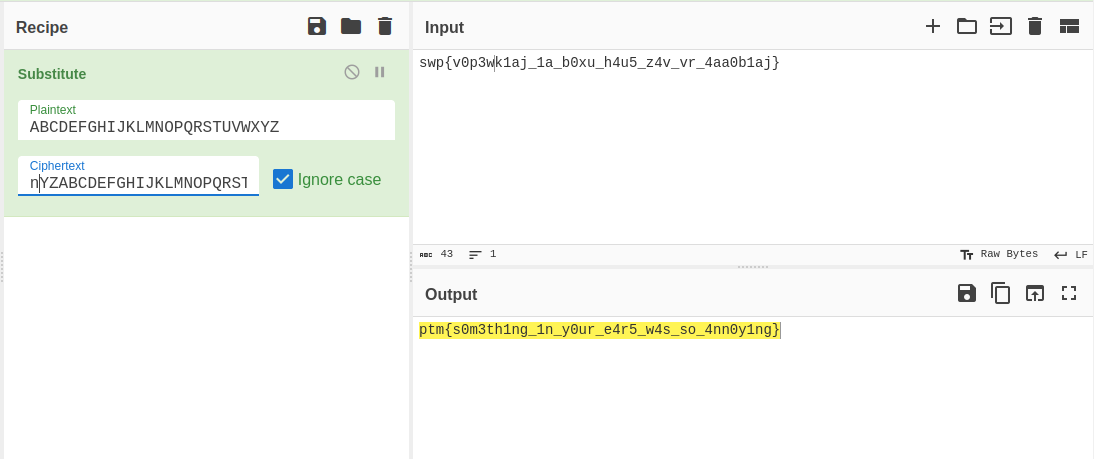 Recipe
Substitute
Plaintext
ABCDEFGHIJKLMNOPQRSTUVWXYZ
Ciphertext
nYZABCDEFGHIJKLMNOPQRST
Ignore case
Input
swp{v0p3wk1aj_1a_b0xu_h4u5_z4v_vr_4aa0b1aj}
ABC 43 1 Raw Bytes LF
Output
ptm{s0m3th1ng_1n_y0ur_e4r5_w4s_so_4nn0y1ng}